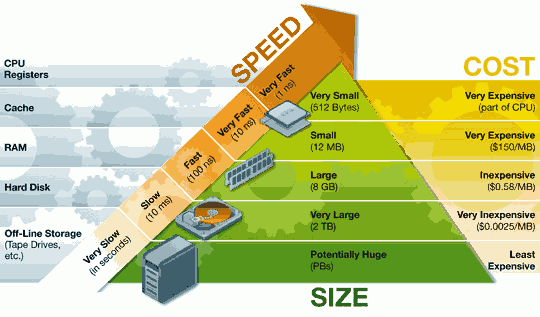 SPEED
COST
CPU
Registers
Very Fast
(1 ns)
Very Small
(512 Bytes)
Very Expensive
(part of CPU)
Cache
Very Fast
(10 ns)
Small
(12 MB)
Very Expensive
($150/MB)
RAM
Fast
(100 ns)
Large
(8 GB)
Inexpensive
($0.58/MB)
Hard Disk
Slow
(10 ms)
Very Large
(2 TB)
Very Inexpensive
($0.0025/MB)
Off-Line Storage
(Tape Drives,
etc.)
Very Slow
(in seconds)
Potentially Huge
(PBs)
Least
Expensive
SIZE